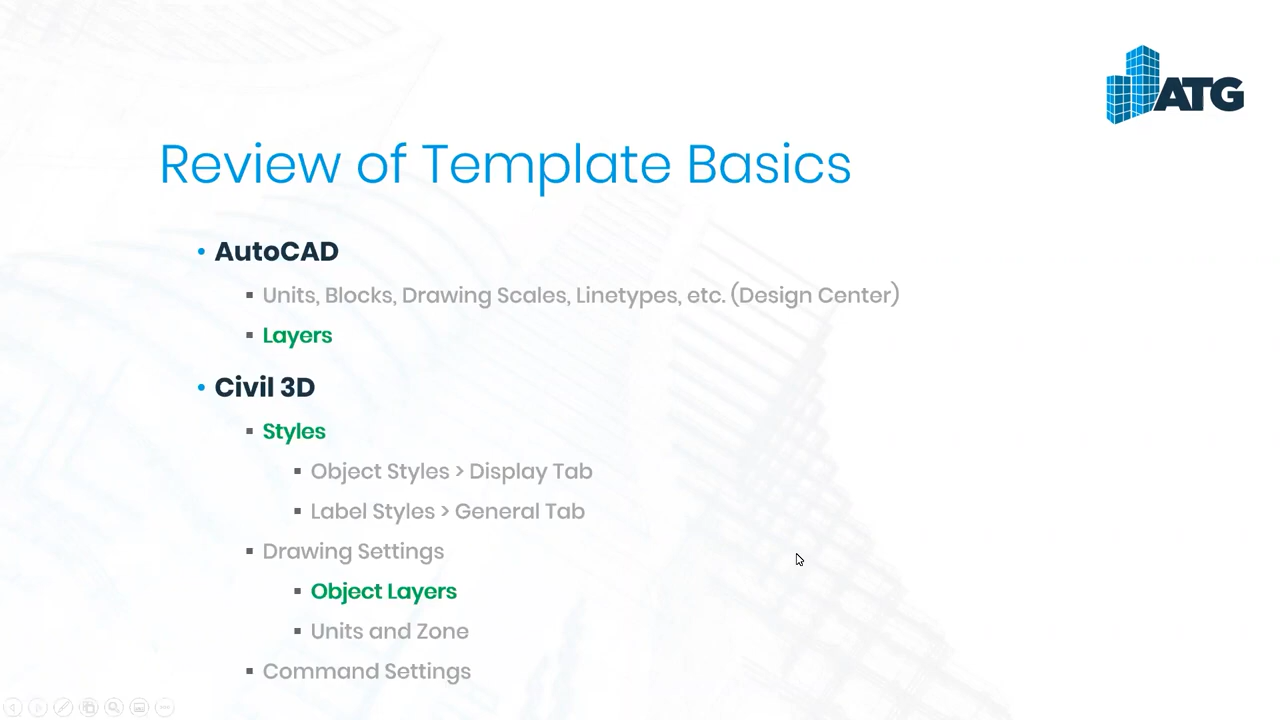 ATG
Review of Template Basics
• AutoCAD
▪ Units, Blocks, Drawing Scales, Linetypes, etc. (Design Center)
▪ Layers
• Civil 3D
▪ Styles
▪ Object Styles > Display Tab
▪ Label Styles > General Tab
▪ Drawing Settings
▪ Object Layers
▪ Units and Zone
▪ Command Settings